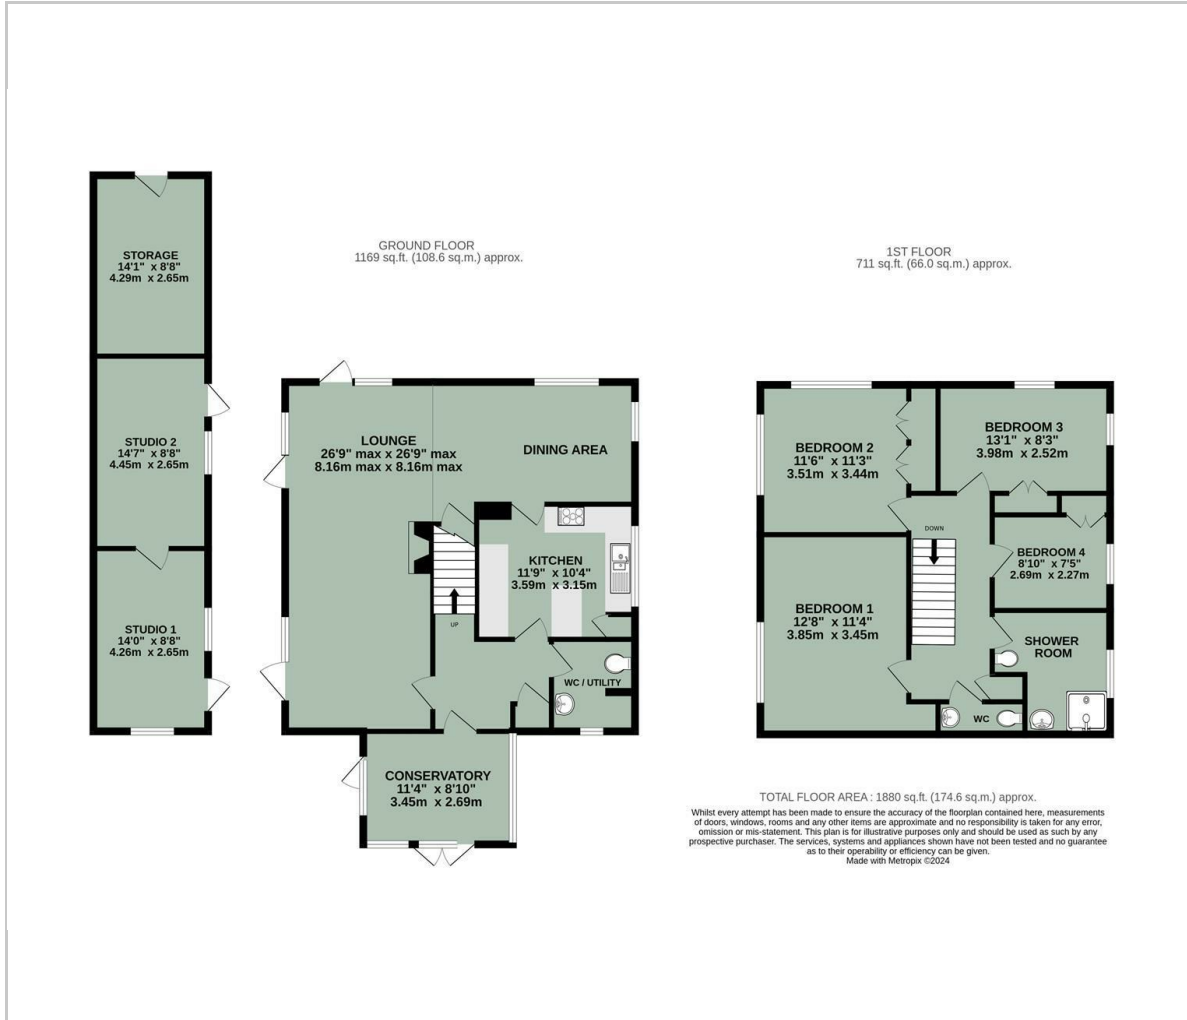 GROUND FLOOR
1169 sq.ft. (108.6 sq.m.) approx.
STORAGE
14'1" x 8'8"
4.29m x 2.65m
STUDIO 2
14'7" x 8'8"
4.45m x 2.65m
STUDIO 1
14'0" x 8'8"
4.26m x 2.65m
LOUNGE
26'9" max x 26'9" max
8.16m max x 8.16m max
DINING AREA
KITCHEN
11'9" x 10'4"
3.59m x 3.15m
UP
WC / UTILITY
CONSERVATORY
11'4" x 8'10"
3.45m x 2.69m
1ST FLOOR
711 sq.ft. (66.0 sq.m.) approx.
BEDROOM 2
11'6" x 11'3"
3.51m x 3.44m
BEDROOM 3
13'1" x 8'3"
3.98m x 2.52m
DOWN
BEDROOM 4
8'10" x 7'5"
2.69m x 2.27m
BEDROOM 1
12'8" x 11'4"
3.85m x 3.45m
SHOWER
ROOM
WC
TOTAL FLOOR AREA : 1880 sq.ft. (174.6 sq.m.) approx.
Whilst every attempt has been made to ensure the accuracy of the floorplan contained here, measurements
of doors, windows, rooms and any other items are approximate and no responsibility is taken for any error,
omission or mis-statement. This plan is for illustrative purposes only and should be used as such by any
prospective purchaser. The services, systems and appliances shown have not been tested and no guarantee
as to their operability or efficiency can be given.
Made with Metropix ©2024